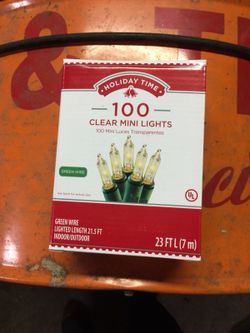 & T
HOLIDAY TIME
100
CLEAR MINI LIGHTS
100 Mini Luces Transparentes
GREEN WIRE
UL
GREEN WIRE
LIGHTED LENGTH 21.5 FT
INDOOR/OUTDOOR
23 FT L (7 m)